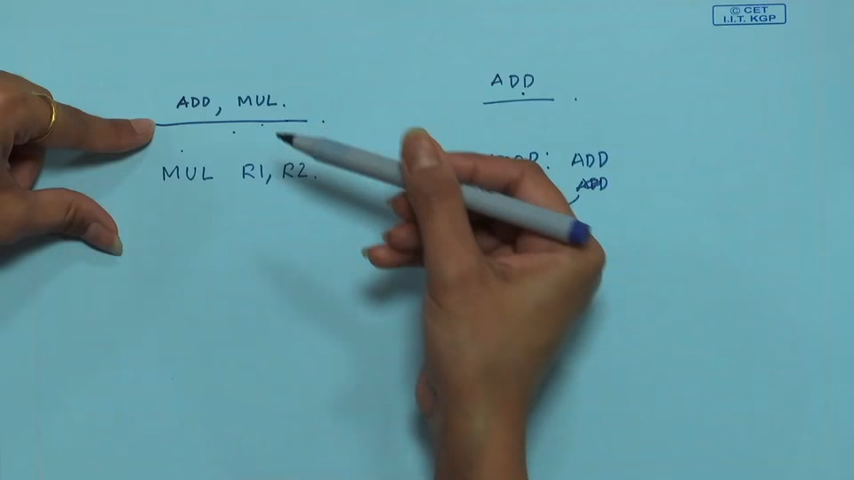 © CET
I.I.T. KGP
ADD, MUL.
MUL R1, R2.
ADD
: ADD
ADD